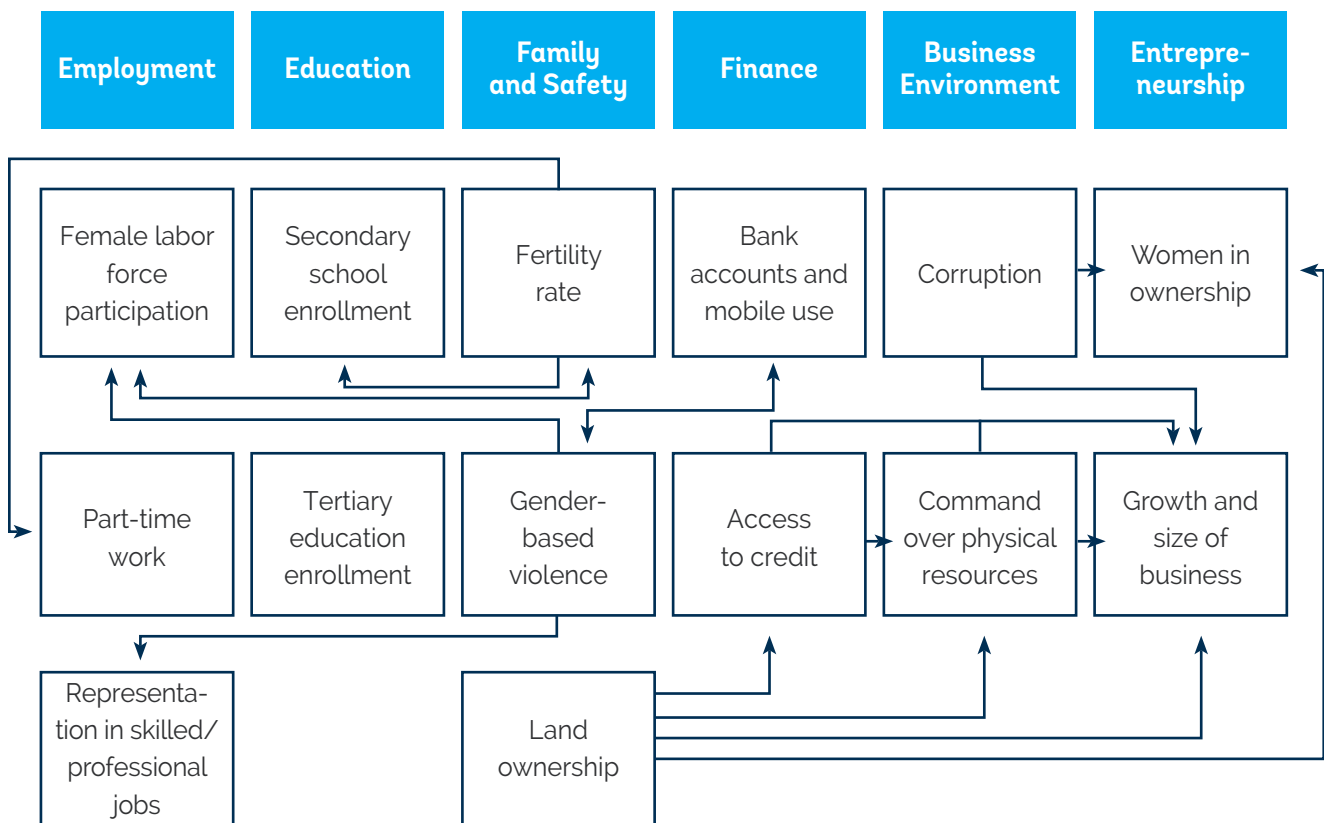 Employment
Education
Family
and Safety
Finance
Business
Environment
Entrepre-
neurship
Female labor
force
participation
Secondary
school
enrollment
Fertility
rate
Bank
accounts and
mobile use
Corruption
Women in
ownership
Part-time
work
Tertiary
education
enrollment
Gender-
based
violence
Access
to credit
Command
over physical
resources
Growth and
size of
business
Representa-
tion in skilled/
professional
jobs
Land
ownership